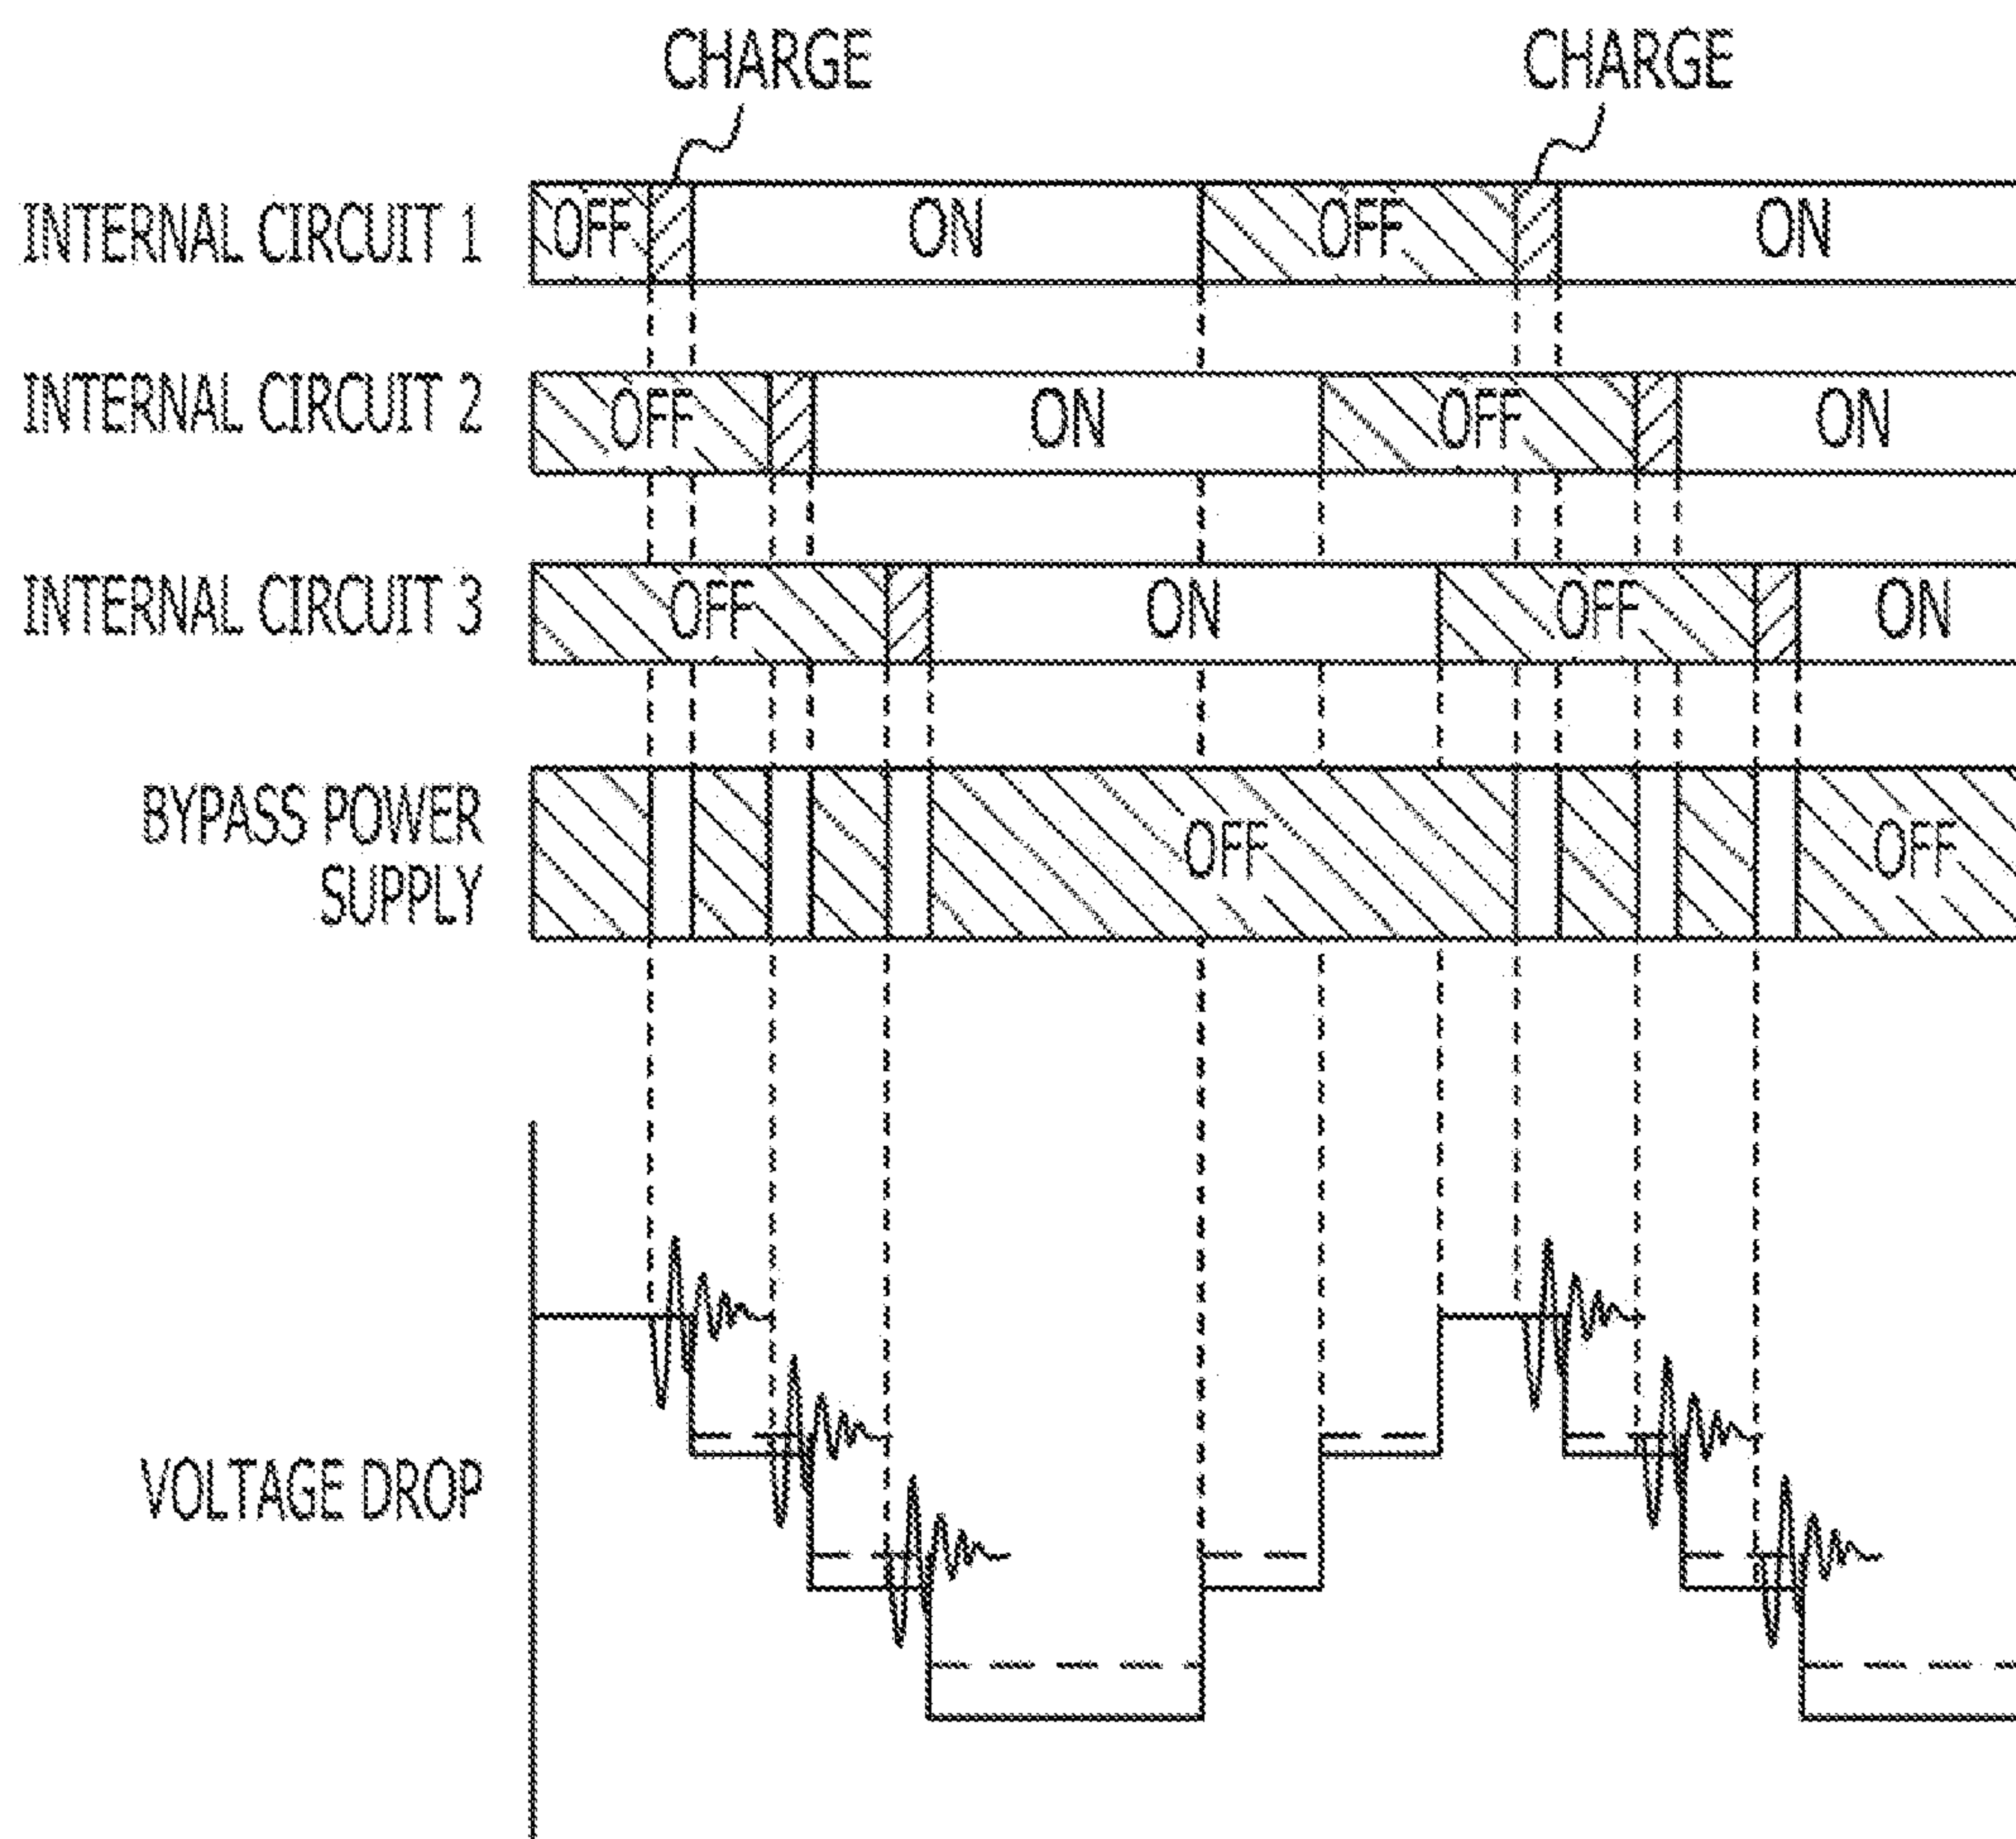 CHARGE CHARGE
INTERNAL CIRCUIT 1 OFF ON OFF ON
INTERNAL CIRCUIT 2 OFF ON OFF ON
INTERNAL CIRCUIT 3 OFF ON OFF ON
BYPASS POWER
SUPPLY
OFF OFF
VOLTAGE DROP